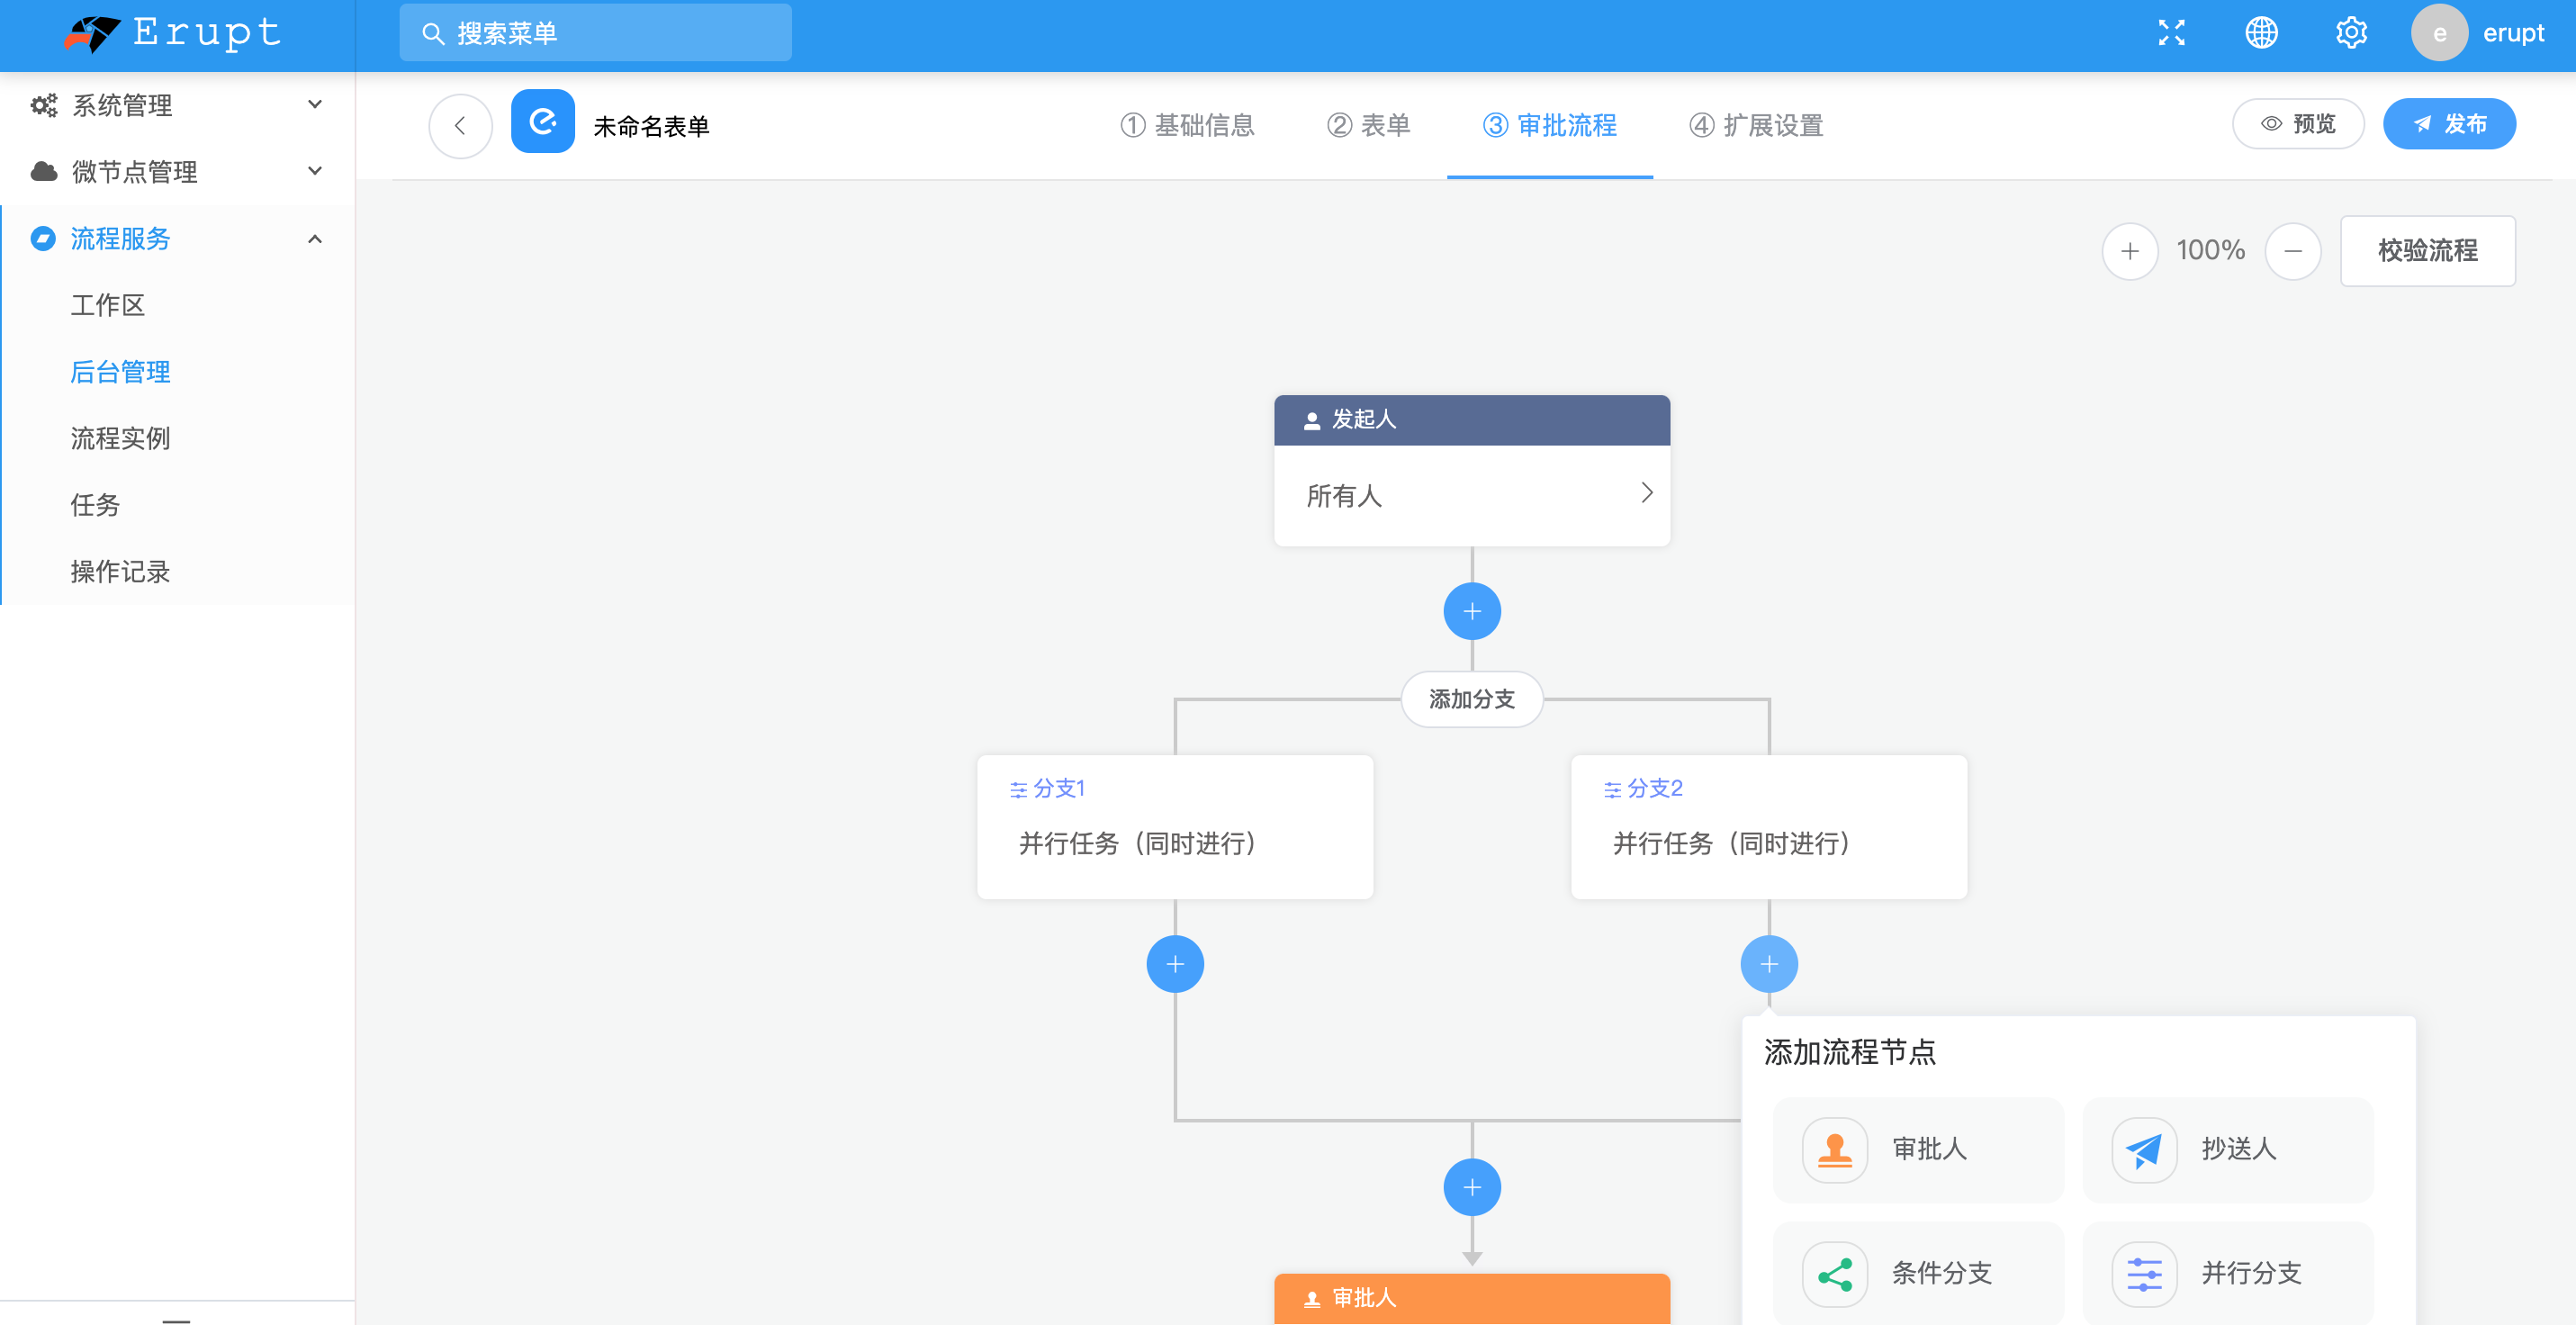 Erupt
搜索菜单
e
erupt
系统管理
微节点管理
流程服务
工作区
后台管理
流程实例
任务
操作记录
未命名表单
① 基础信息
② 表单
③ 审批流程
④ 扩展设置
预览
发布
100%
校验流程
发起人
所有人
添加分支
分支1
并行任务（同时进行）
分支2
并行任务（同时进行）
添加流程节点
审批人
抄送人
条件分支
并行分支
审批人